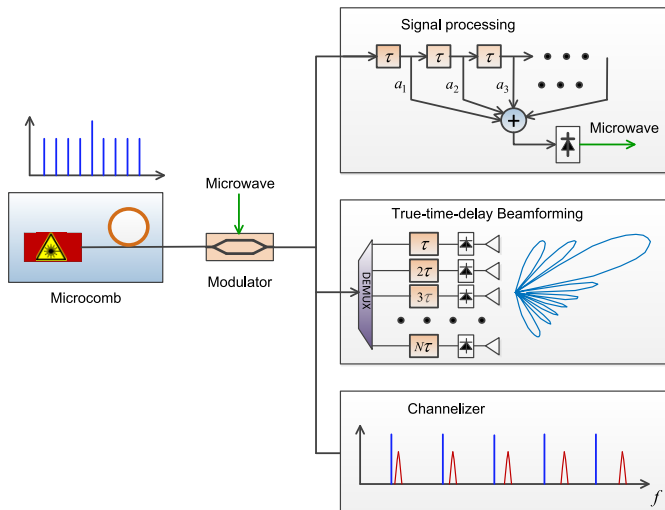 Signal processing
τ τ τ
a1 a2 a3
+
Microwave
Microwave
Modulator
Microcomb
True-time-delay Beamforming
DEMUX
τ
2τ
3τ
Nτ
Channelizer
f